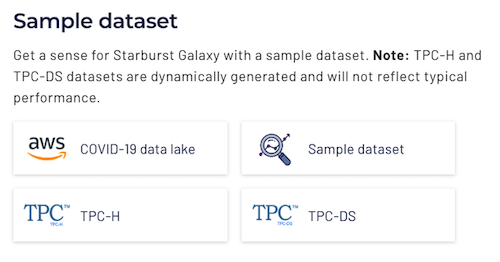 Sample dataset
Get a sense for Starburst Galaxy with a sample dataset. Note: TPC-H and
TPC-DS datasets are dynamically generated and will not reflect typical
performance.
aws COVID-19 data lake
Sample dataset
TPC™ TPC-H TPC-H
TPC™ TPC-DS TPC-DS